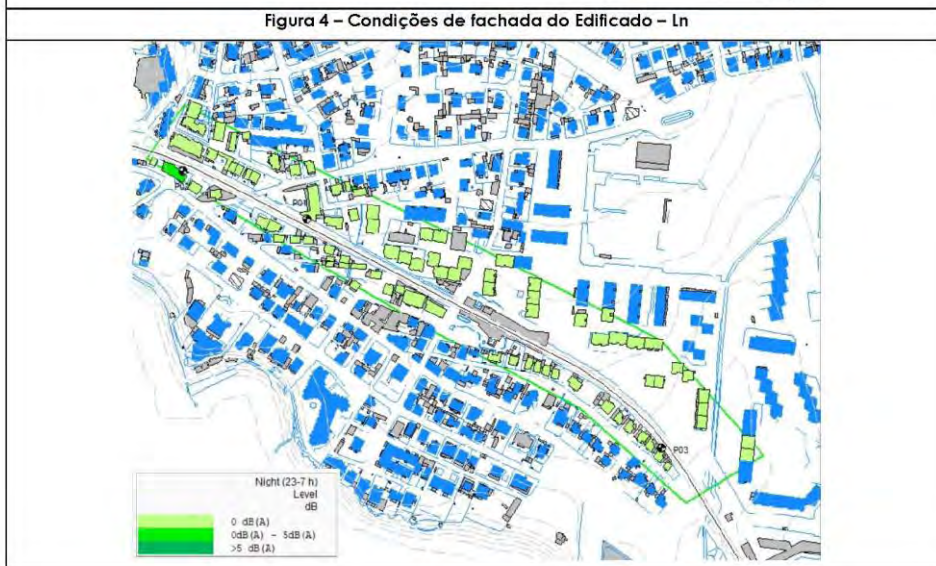 Figura 4 – Condições de fachada do Edificado – Ln
P03
Night (23-7 h)
Level
dB
0 dB(A)
0dB(A) - 5dB(A)
>5 dB(A)